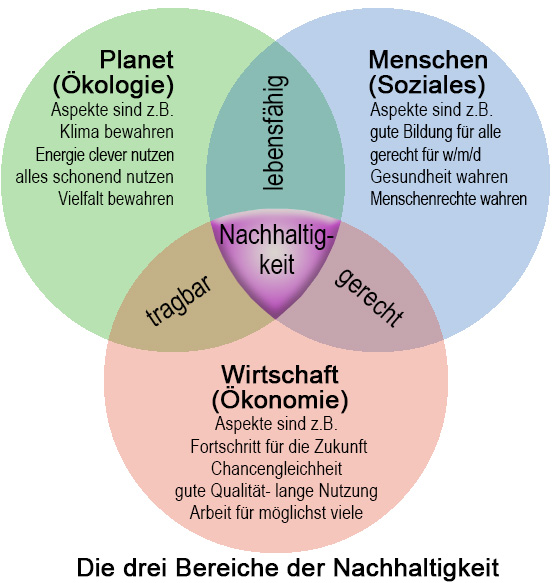 Planet
(Ökologie)
Aspekte sind z.B.
Klima bewahren
Energie clever nutzen
alles schonend nutzen
Vielfalt bewahren
lebensfähig
Menschen
(Soziales)
Aspekte sind z.B.
gute Bildung für alle
gerecht für w/m/d
Gesundheit wahren
Menschenrechte wahren
Nachhaltig-
keit
tragbar
gerecht
Wirtschaft
(Ökonomie)
Aspekte sind z.B.
Fortschritt für die Zukunft
Chancengleichheit
gute Qualität- lange Nutzung
Arbeit für möglichst viele
Die drei Bereiche der Nachhaltigkeit